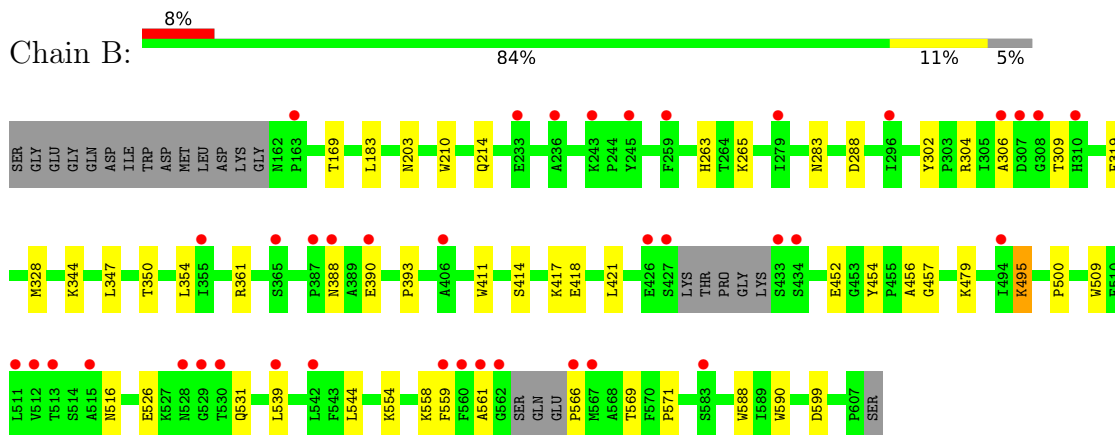 8%
Chain B:
84% 11% 5%
SER GLY GLU GLY GLN ASP ILE TRP ASP ASP MET LEU ASP LYS GLY N162 P163 T169 L183 N203 W210 Q214 E233 A236 K243 P244 Y245 F259 H263 T264 K265 I279 N283 D288 I296 Y302 P303 R304 I305 A306 D307 G308 T309 H310
M328 K344 L347 T350 L354 I355 R361 S365 P387 N388 A389 E390 P393 A406 W411 S414 K417 E418 L421 E426 S427 LYS THR PRO GLY LYS S433 S434 E452 G453 Y454 P455 A456 G457 K479 I494 K495 P500 W509
L511 V512 T513 S514 A515 N516 E526 K527 N528 G529 T530 Q531 L539 L542 F543 L544 K554 K558 F559 F560 A561 G562 SER GLN GLU P566 M567 A568 T569 F570 P571 S583 W588 I589 W590 D599 P607 SER